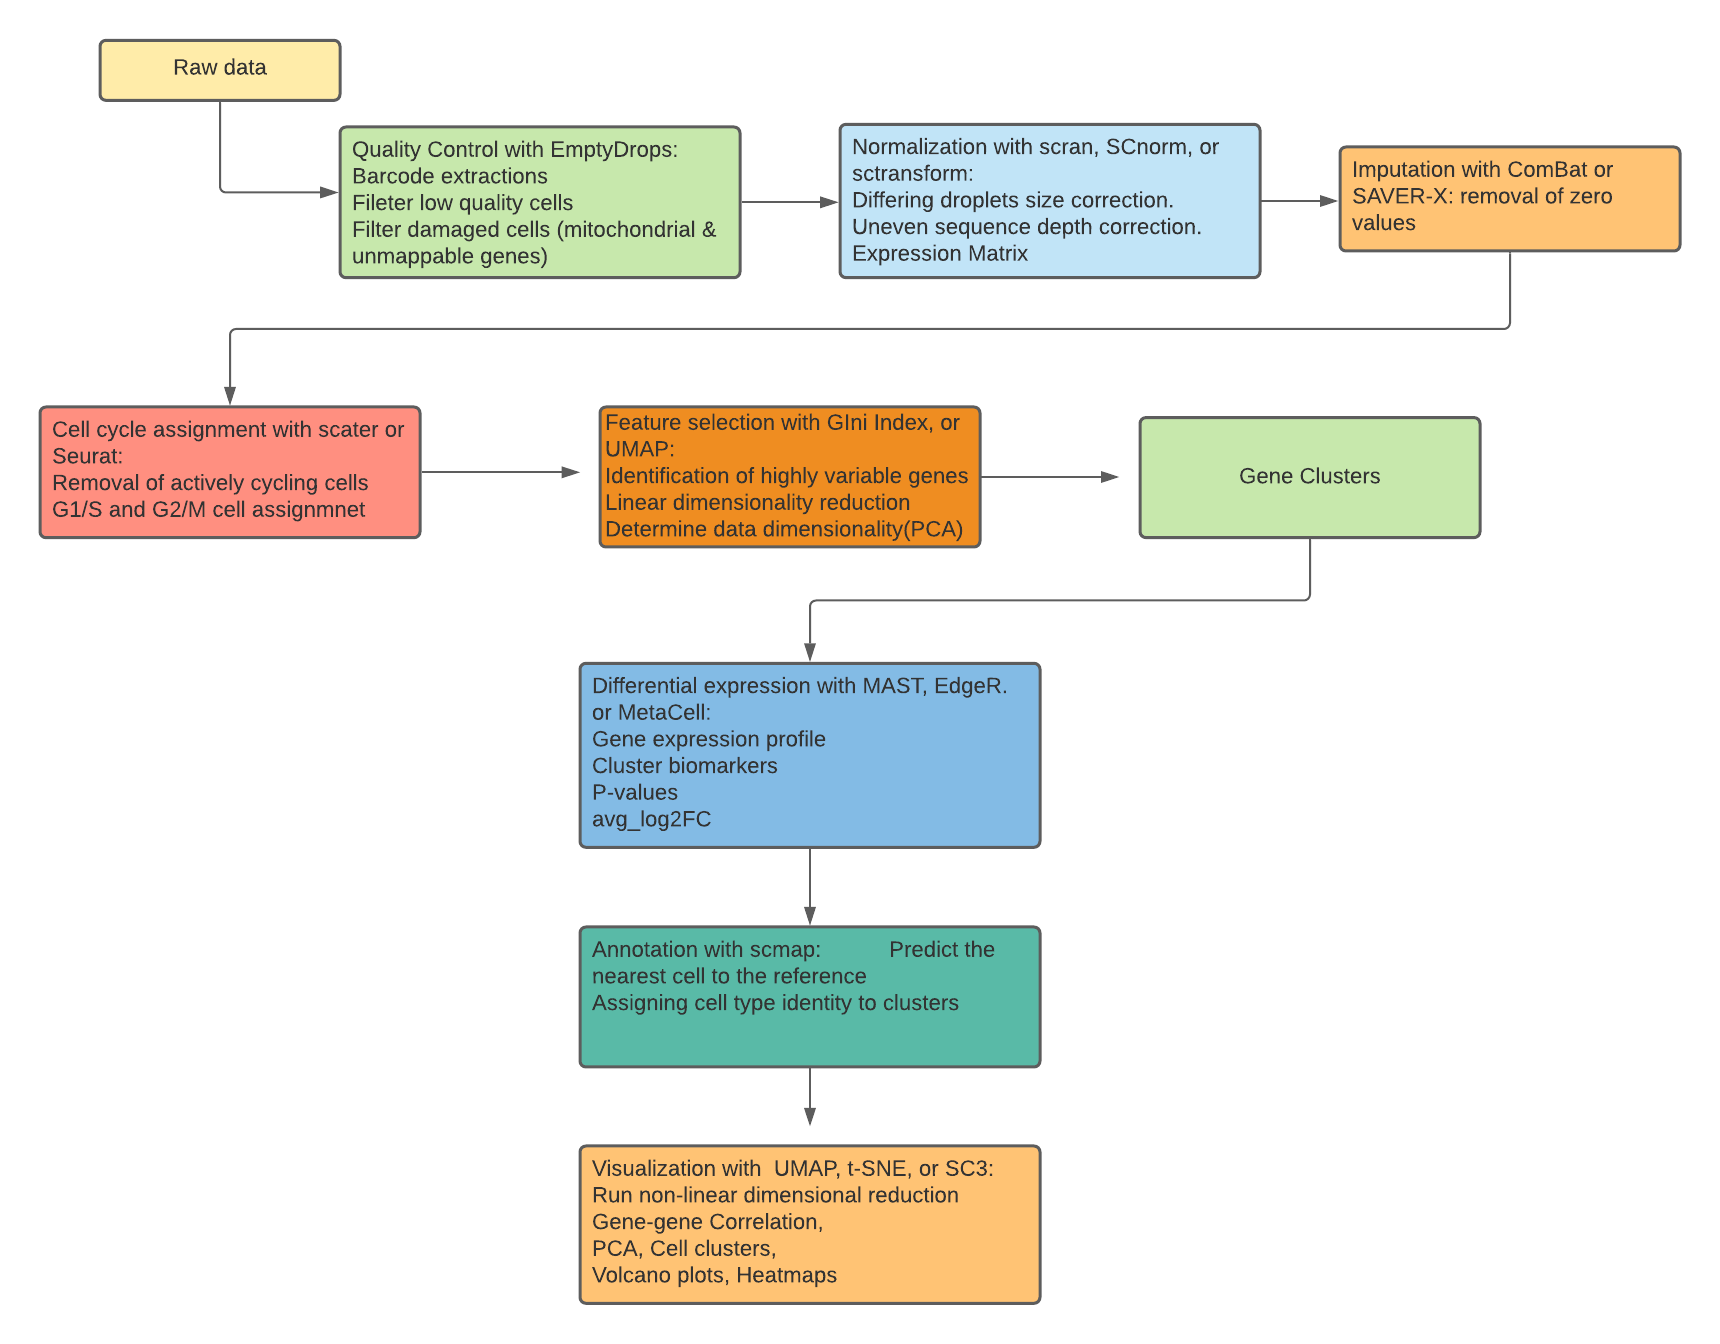 Raw data
Quality Control with EmptyDrops:
Barcode extractions
Fileter low quality cells
Filter damaged cells (mitochondrial &
unmappable genes)
Normalization with scran, SCnorm, or
sctransform:
Differing droplets size correction.
Uneven sequence depth correction.
Expression Matrix
Imputation with ComBat or
SAVER-X: removal of zero
values
Cell cycle assignment with scater or
Seurat:
Removal of actively cycling cells
G1/S and G2/M cell assignmnet
Feature selection with GIni Index, or
UMAP:
Identification of highly variable genes
Linear dimensionality reduction
Determine data dimensionality(PCA)
Gene Clusters
Differential expression with MAST, EdgeR.
or MetaCell:
Gene expression profile
Cluster biomarkers
P-values
avg_log2FC
Annotation with scmap: Predict the
nearest cell to the reference
Assigning cell type identity to clusters
Visualization with UMAP, t-SNE, or SC3:
Run non-linear dimensional reduction
Gene-gene Correlation,
PCA, Cell clusters,
Volcano plots, Heatmaps